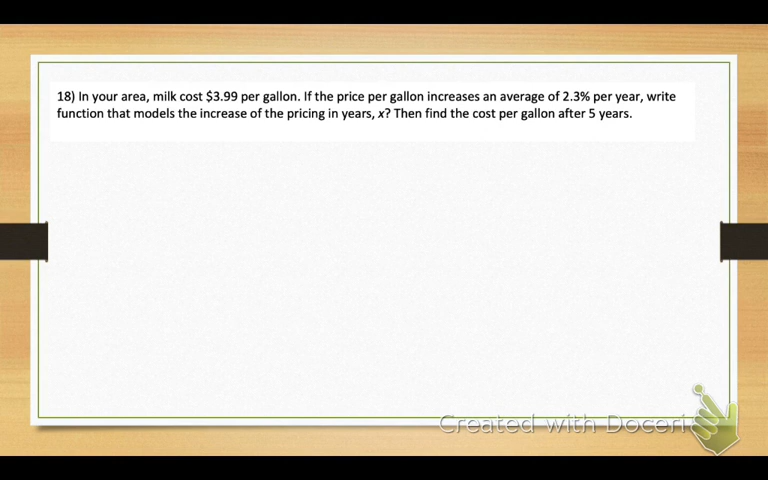 18) In your area, milk cost $3.99 per gallon. If the price per gallon increases an average of 2.3% per year, write
function that models the increase of the pricing in years, x? Then find the cost per gallon after 5 years.
Created with Doceri